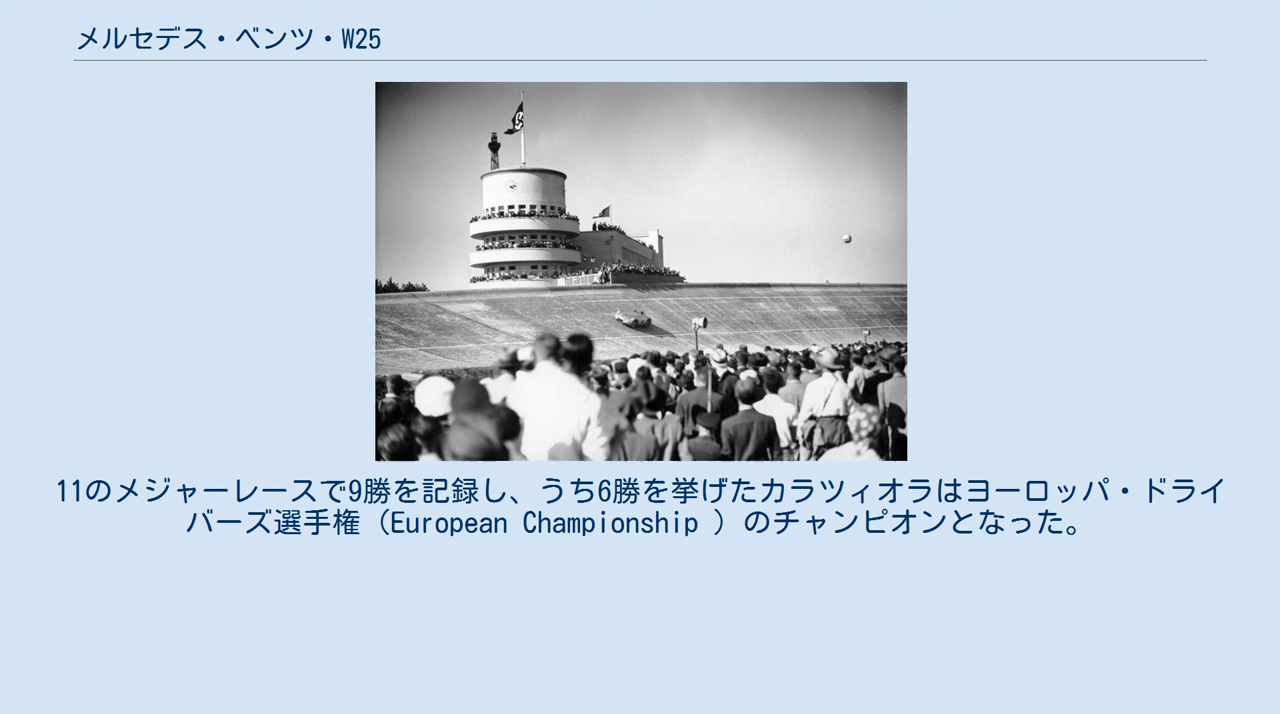 メルセデス・ベンツ・W25
11のメジャーレースで9勝を記録し、うち6勝を挙げたカラツィオラはヨーロッパ・ドライ
バーズ選手権（European Championship ）のチャンピオンとなった。